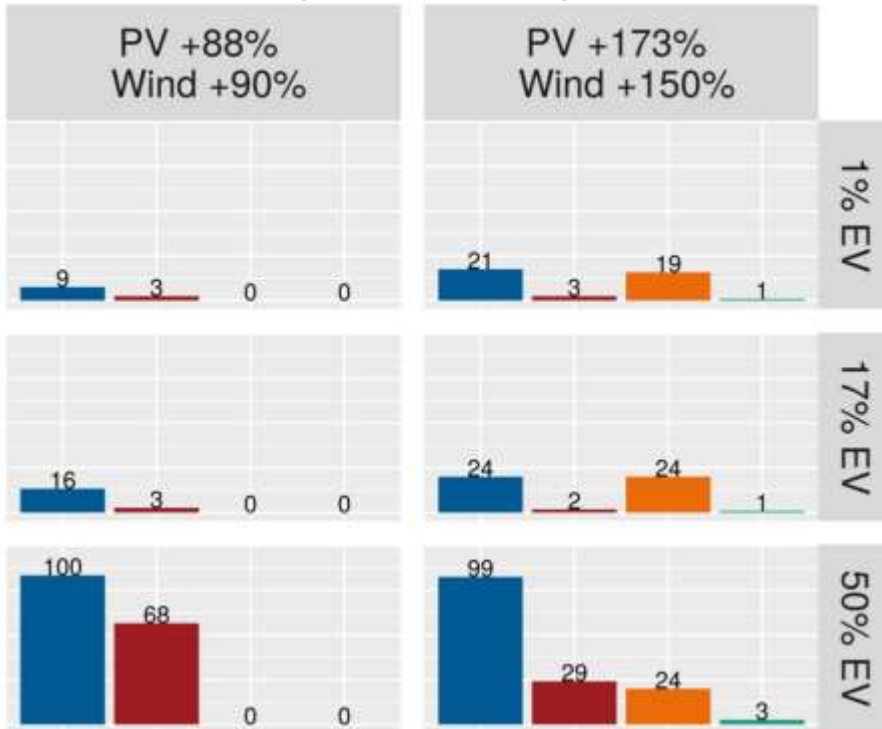 PV +88%
Wind +90%
PV +173%
Wind +150%
9 3 0 0
21 3 19 1
1% EV
16 3 0 0
24 2 24 1
17% EV
100 68 0 0
99 29 24 3
50% EV